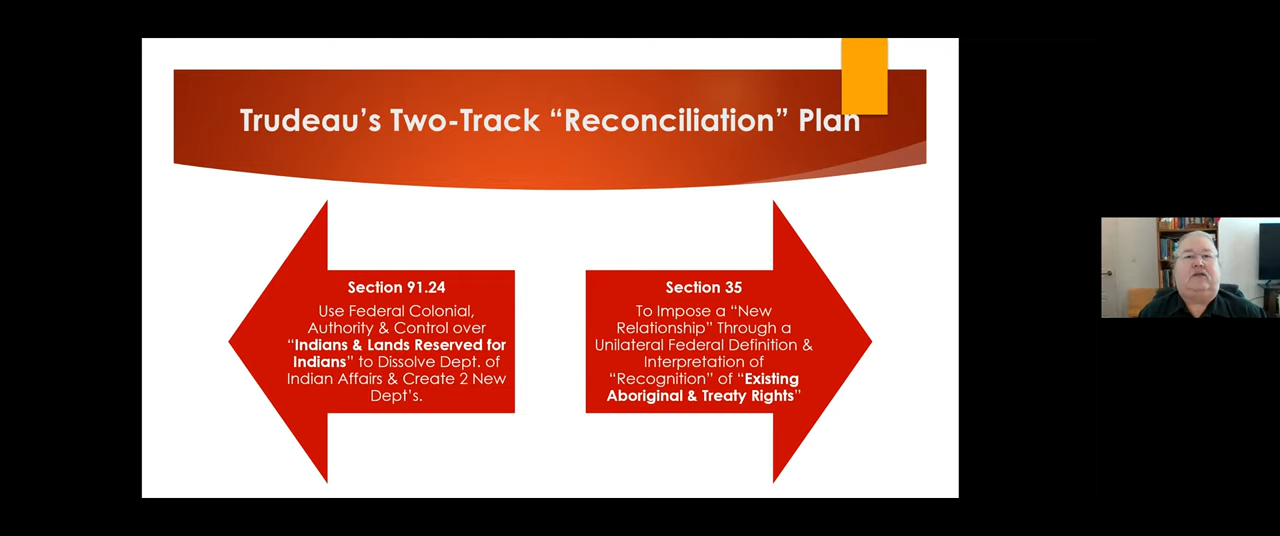 Trudeau’s Two-Track “Reconciliation” Plan
Section 91.24
Use Federal Colonial,
Authority & Control over
“Indians & Lands Reserved for
Indians” to Dissolve Dept. of
Indian Affairs & Create 2 New
Dept’s.
Section 35
To Impose a “New
Relationship” Through a
Unilateral Federal Definition &
Interpretation of
“Recognition” of “Existing
Aboriginal & Treaty Rights”